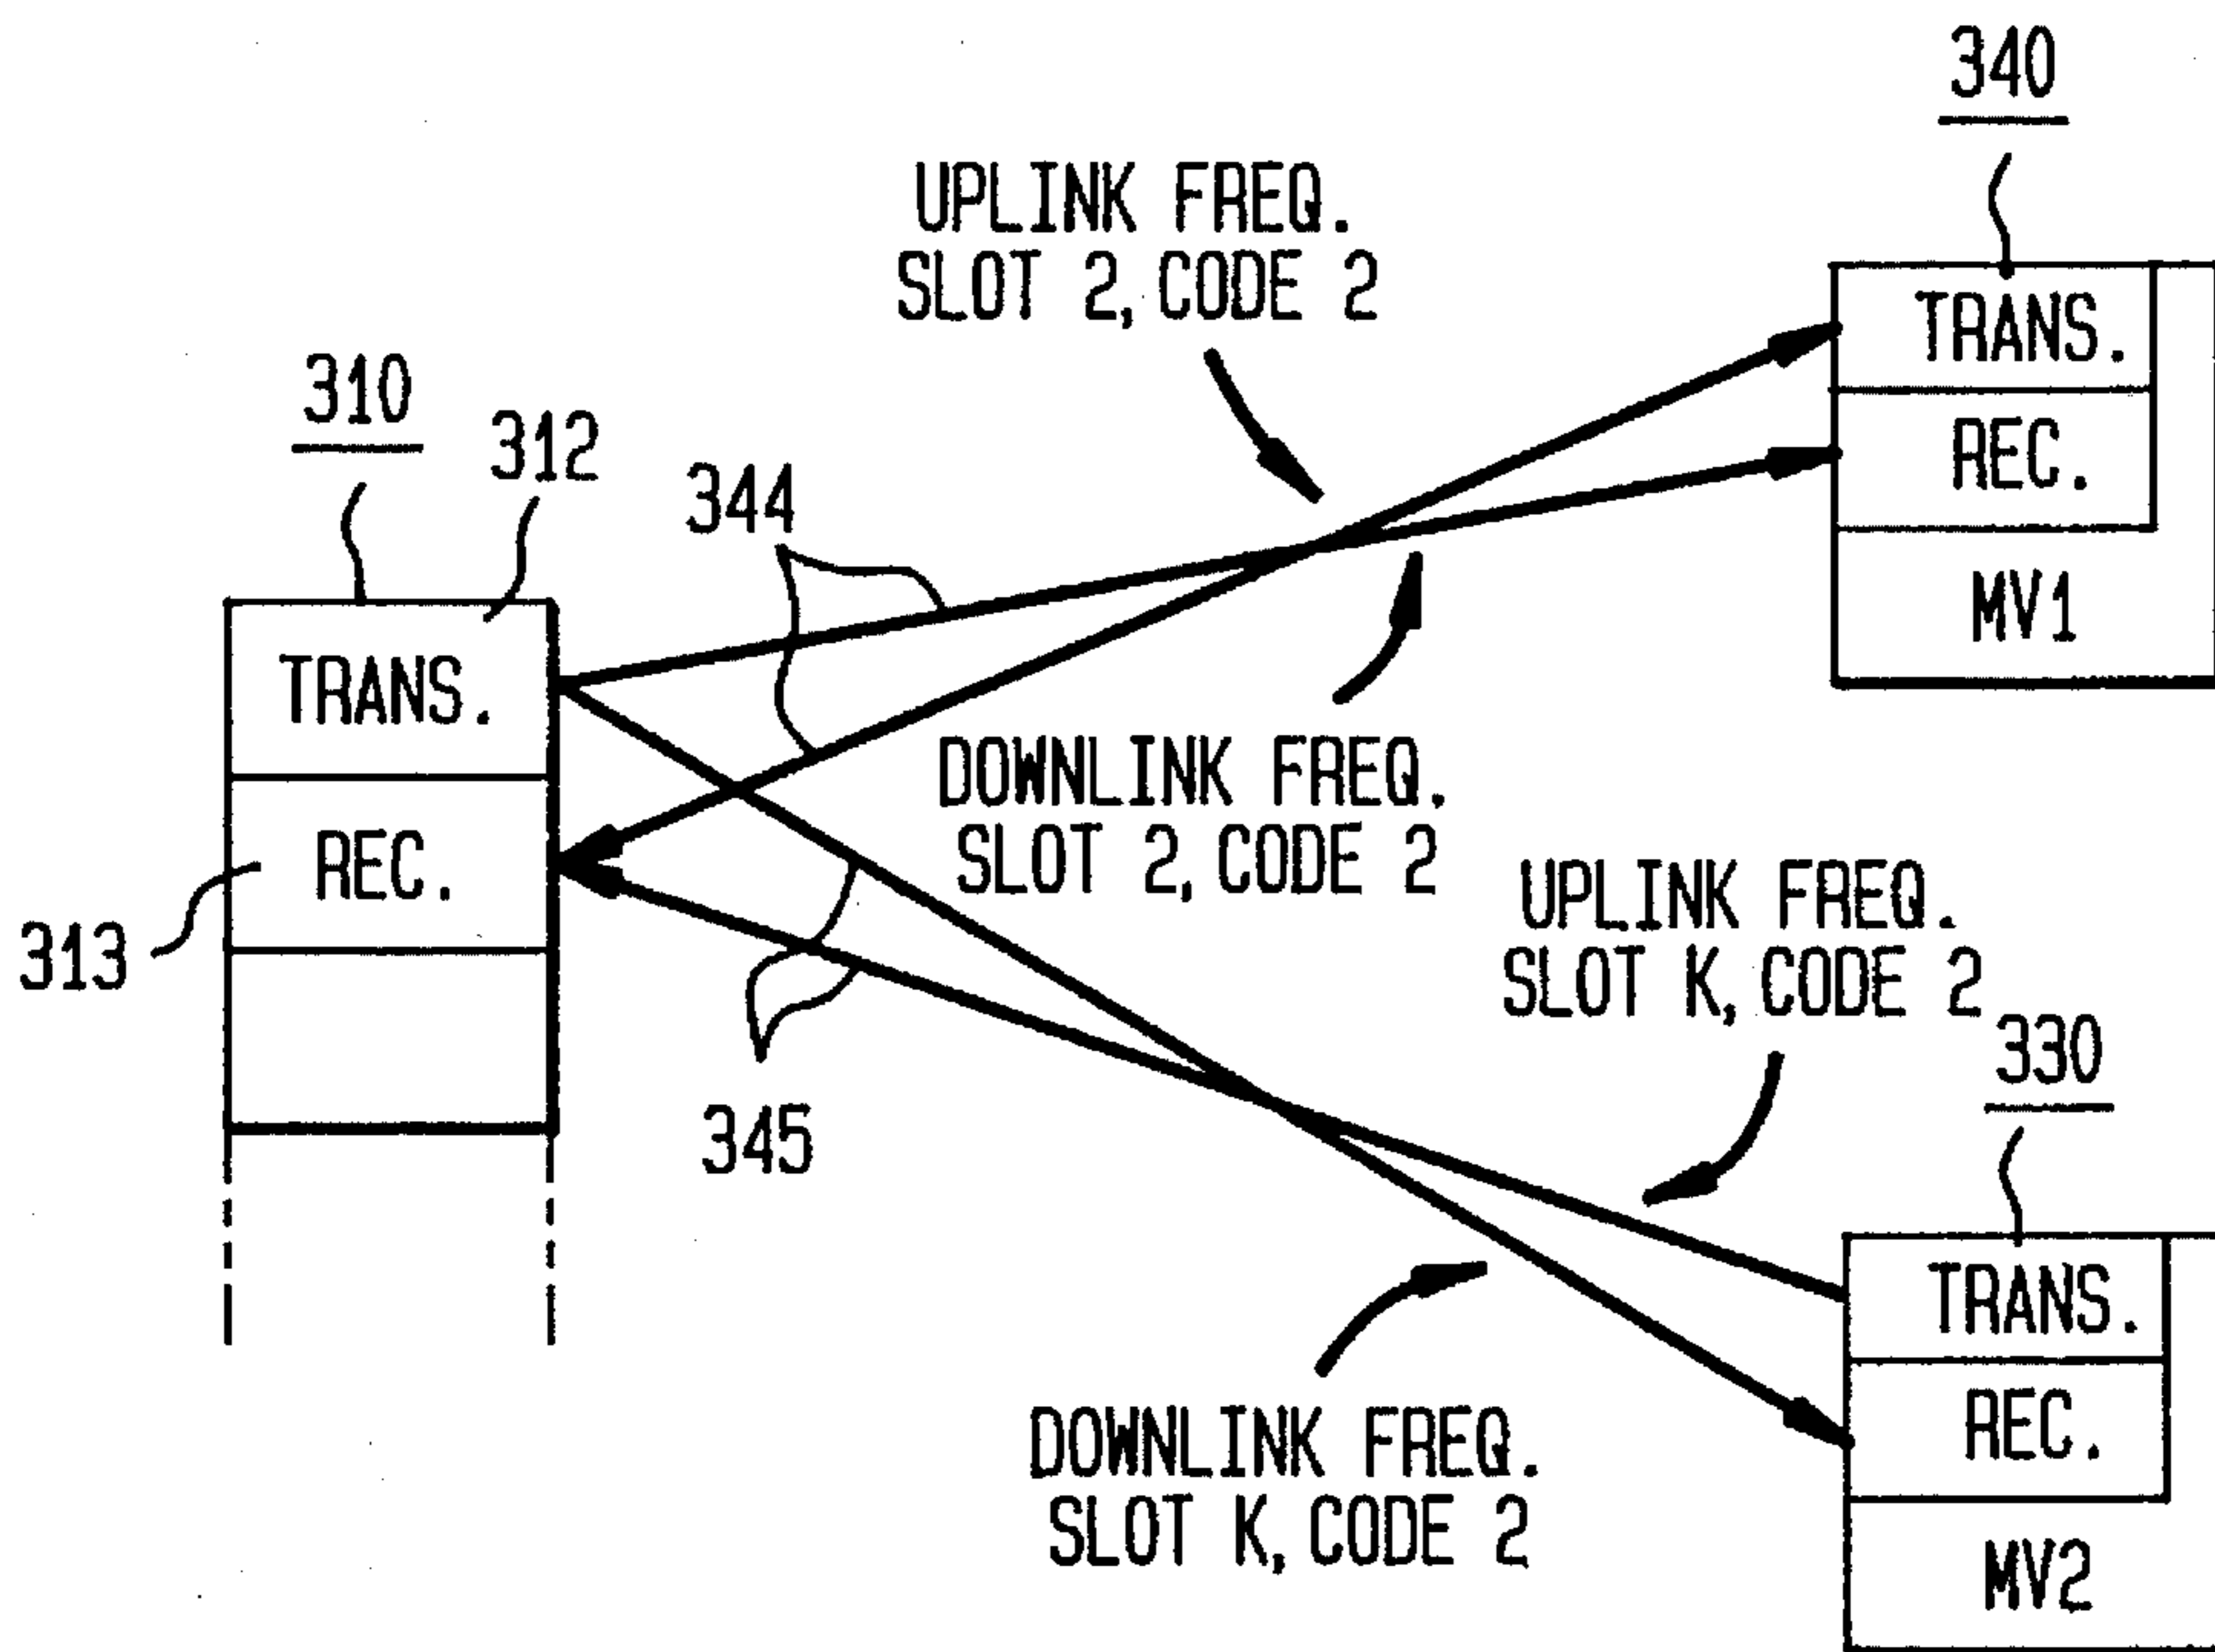 340
UPLINK FREQ.
SLOT 2, CODE 2
TRANS.
REC.
MV1
310
312
344
TRANS.
REC.
313
DOWNLINK FREQ.
SLOT 2, CODE 2
UPLINK FREQ.
SLOT K, CODE 2
330
345
TRANS.
REC.
MV2
DOWNLINK FREQ.
SLOT K, CODE 2